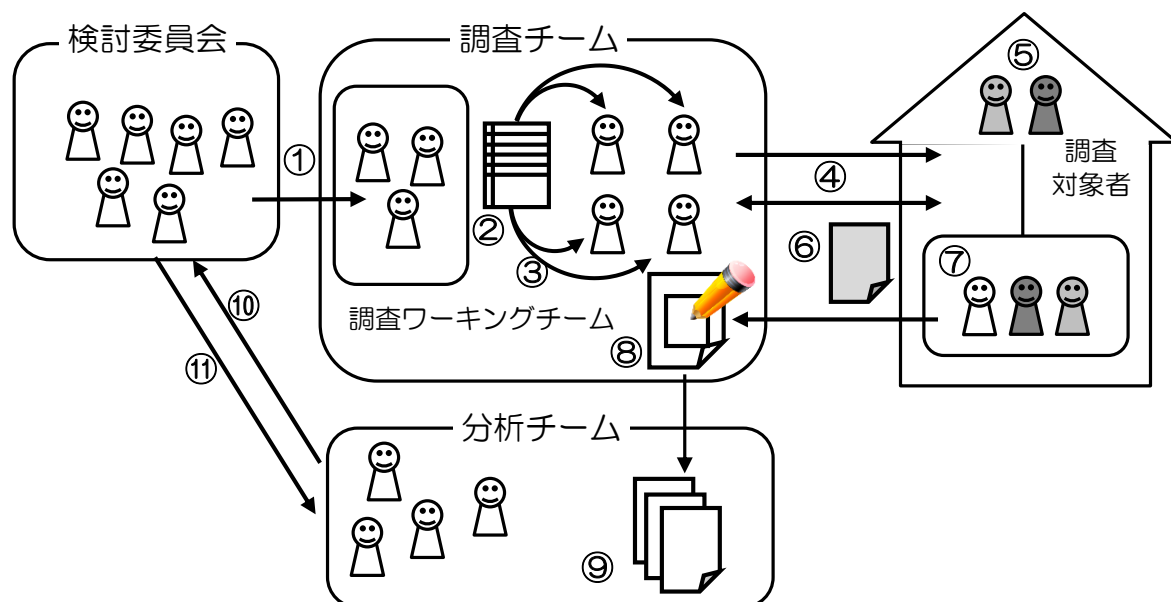 検討委員会
調査チーム
⑤
調査
対象者
①
④
②
③
⑥
⑦
調査ワーキングチーム
⑧
⑩
⑪
分析チーム
⑨